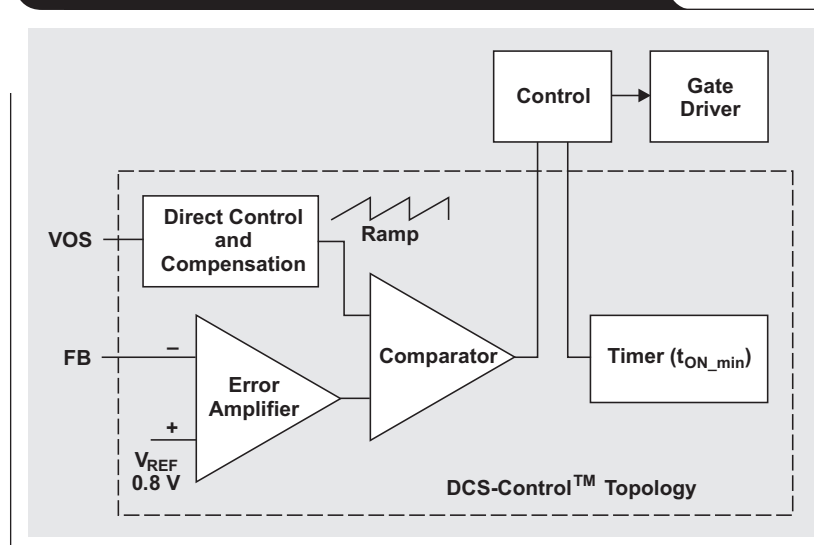 Control
Gate
Driver
Direct Control
and
Compensation
Ramp
VOS
Comparator
Timer (tON_min)
FB
–
Error
Amplifier
+
VREF
0.8 V
DCS-Control™ Topology